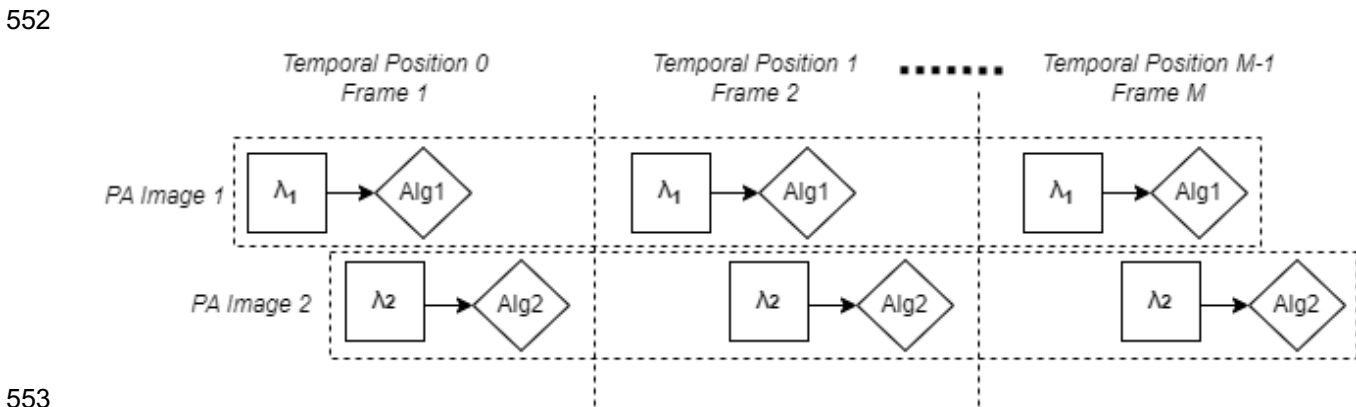 552
Temporal Position 0
Frame 1
Temporal Position 1
Frame 2
Temporal Position M-1
Frame M
PA Image 1
λ₁
Alg1
λ₁
Alg1
λ₁
Alg1
PA Image 2
λ2
Alg2
λ2
Alg2
λ2
Alg2
553